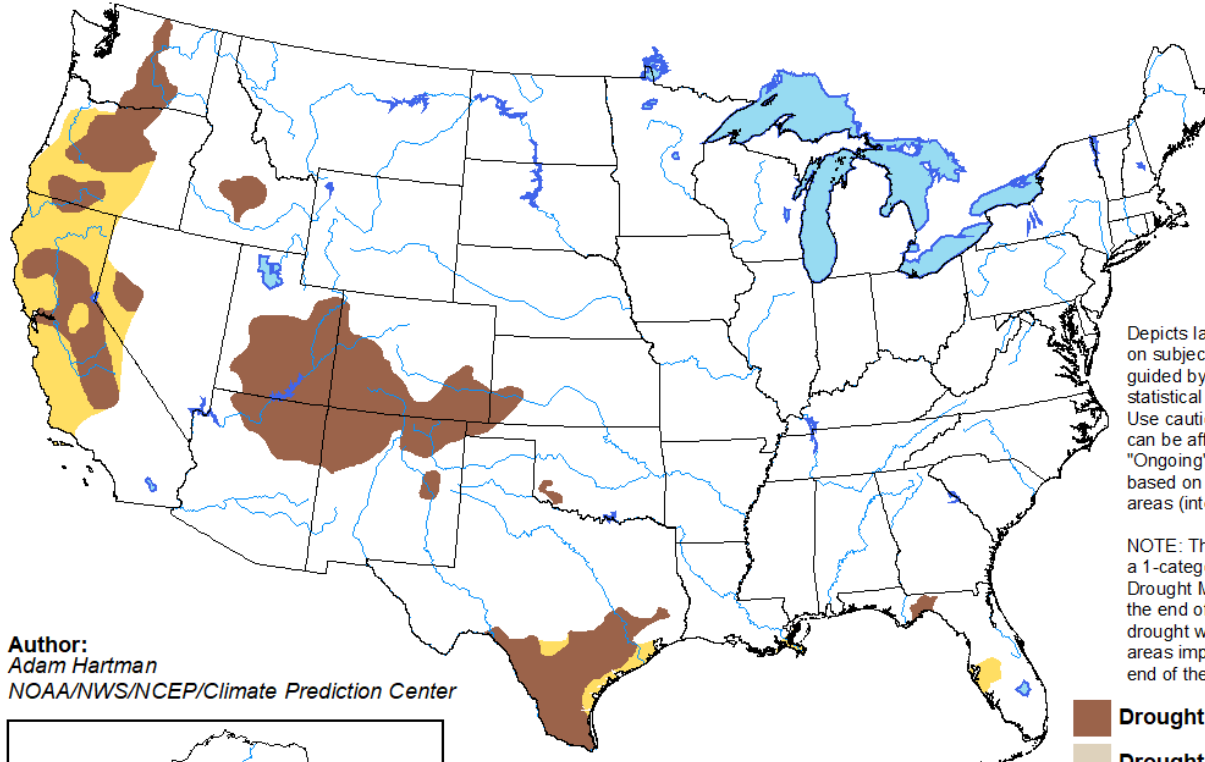 Depicts la
on subjec
guided by
statistical
Use cautio
can be aff
"Ongoing"
based on
areas (inte
NOTE: Th
a 1-catego
Drought M
the end of
drought w
areas imp
end of the
Author:
Adam Hartman
NOAA/NWS/NCEP/Climate Prediction Center
Drought
Drought